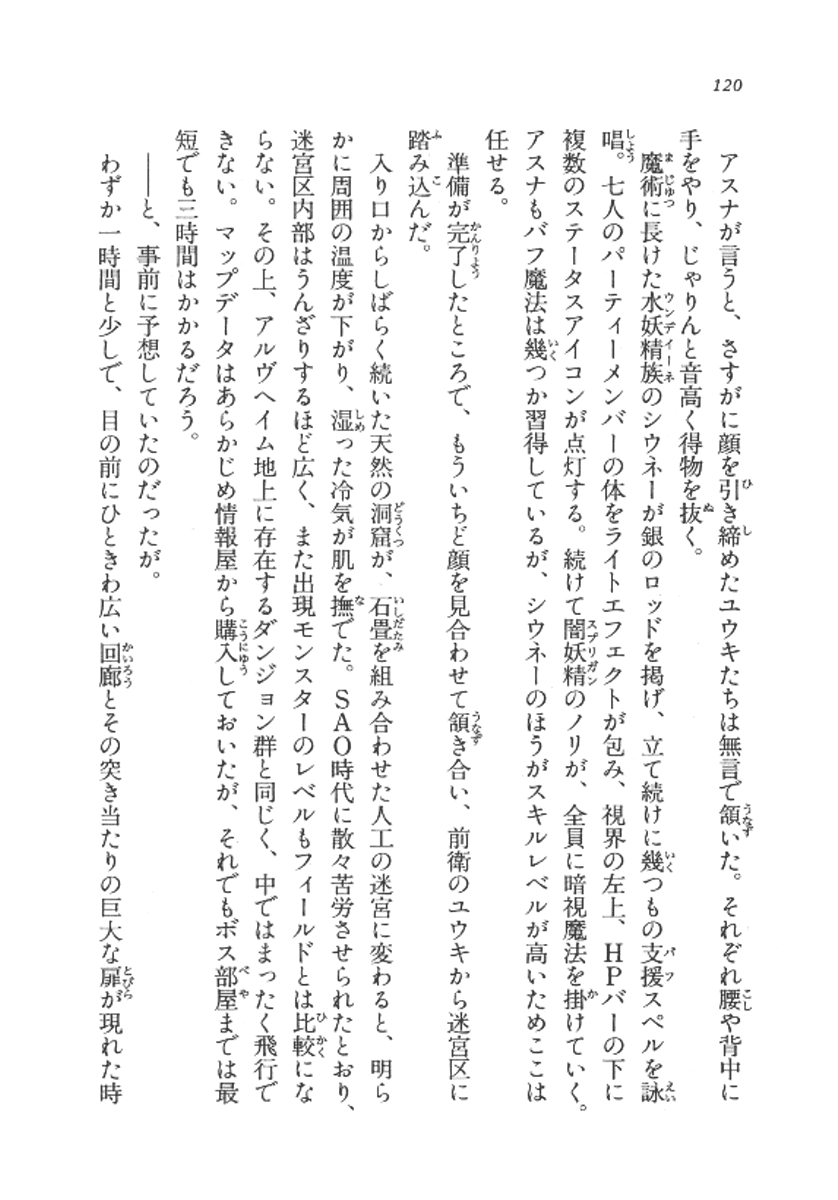 120
アスナが言うと、さすがに顔を引き締めたユウキたちは無言で頷いた。それぞれ腰や背中に
手をやり、じゃりんと音高く得物を抜く。
魔術に長けた水妖精族のシウネーが銀のロッドを掲げ、立て続けに幾つもの支援スペルを詠
唱。七人のパーティーメンバーの体をライトエフェクトが包み、視界の左上、ＨＰバーの下に
複数のステータスアイコンが点灯する。続けて闇妖精のノリが、全員に暗視魔法を掛けていく。
アスナもバフ魔法は幾つか習得しているが、シウネーのほうがスキルレベルが高いためここは
任せる。
準備が完了したところで、もういちど顔を見合わせて頷き合い、前衛のユウキから迷宮区に
踏み込んだ。
入り口からしばらく続いた天然の洞窟が、石畳を組み合わせた人工の迷宮に変わると、明ら
かに周囲の温度が下がり、湿った冷気が肌を撫でた。ＳＡＯ時代に散々苦労させられたとおり、
迷宮区内部はうんざりするほど広く、また出現モンスターのレベルもフィールドとは比較にな
らない。その上、アルヴヘイム地上に存在するダンジョン群と同じく、中ではまったく飛行で
きない。マップデータはあらかじめ情報屋から購入しておいたが、それでもボス部屋までは最
短でも三時間はかかるだろう。
――と、事前に予想していたのだったが。
わずか一時間と少しで、目の前にひときわ広い回廊とその突き当たりの巨大な扉が現れた時